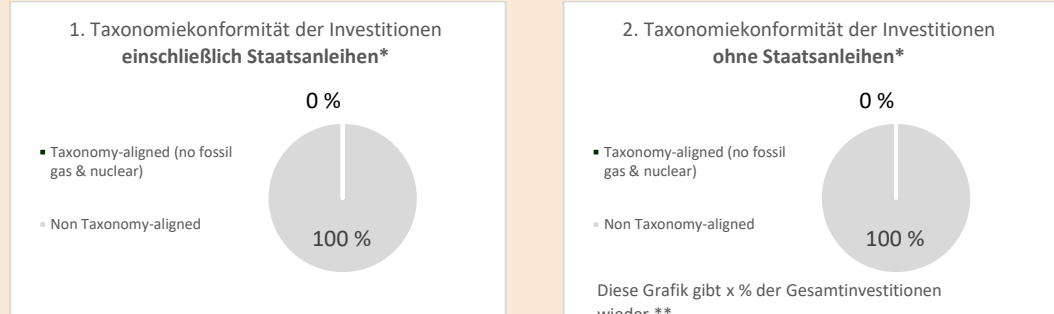 1. Taxonomiekonformität der Investitionen
einschließlich Staatsanleihen*
0 %
Taxonomy-aligned (no fossil
gas & nuclear)
Non Taxonomy-aligned
100 %
2. Taxonomiekonformität der Investitionen
ohne Staatsanleihen*
0 %
Taxonomy-aligned (no fossil
gas & nuclear)
Non Taxonomy-aligned
100 %
Diese Grafik gibt x % der Gesamtinvestitionen
wieder.**